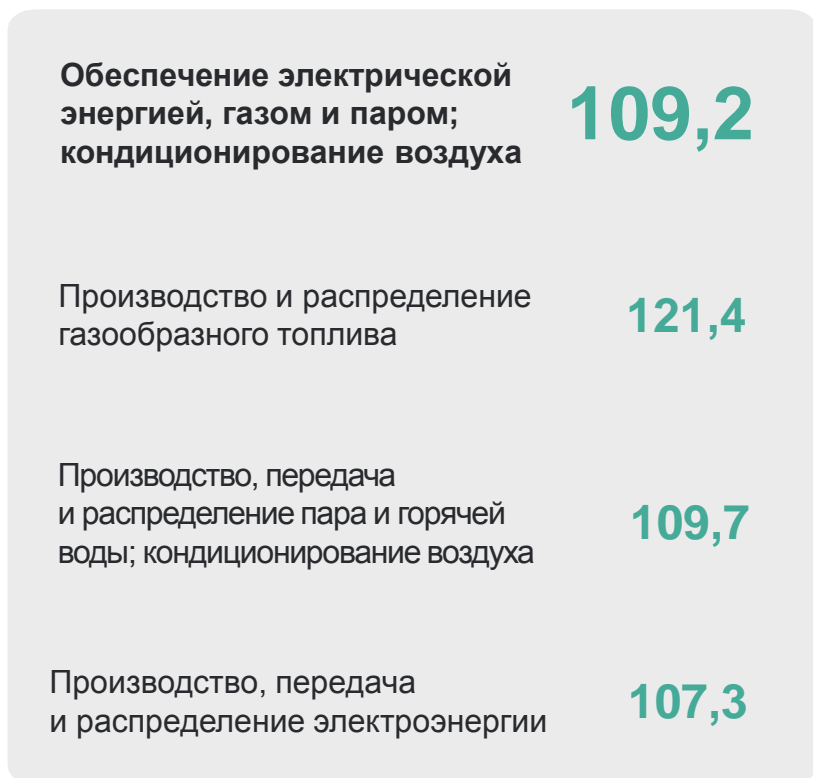 Обеспечение электрической
энергией, газом и паром;
кондиционирование воздуха
109,2
Производство и распределение
газообразного топлива
121,4
Производство, передача
и распределение пара и горячей
воды; кондиционирование воздуха
109,7
Производство, передача
и распределение электроэнергии
107,3